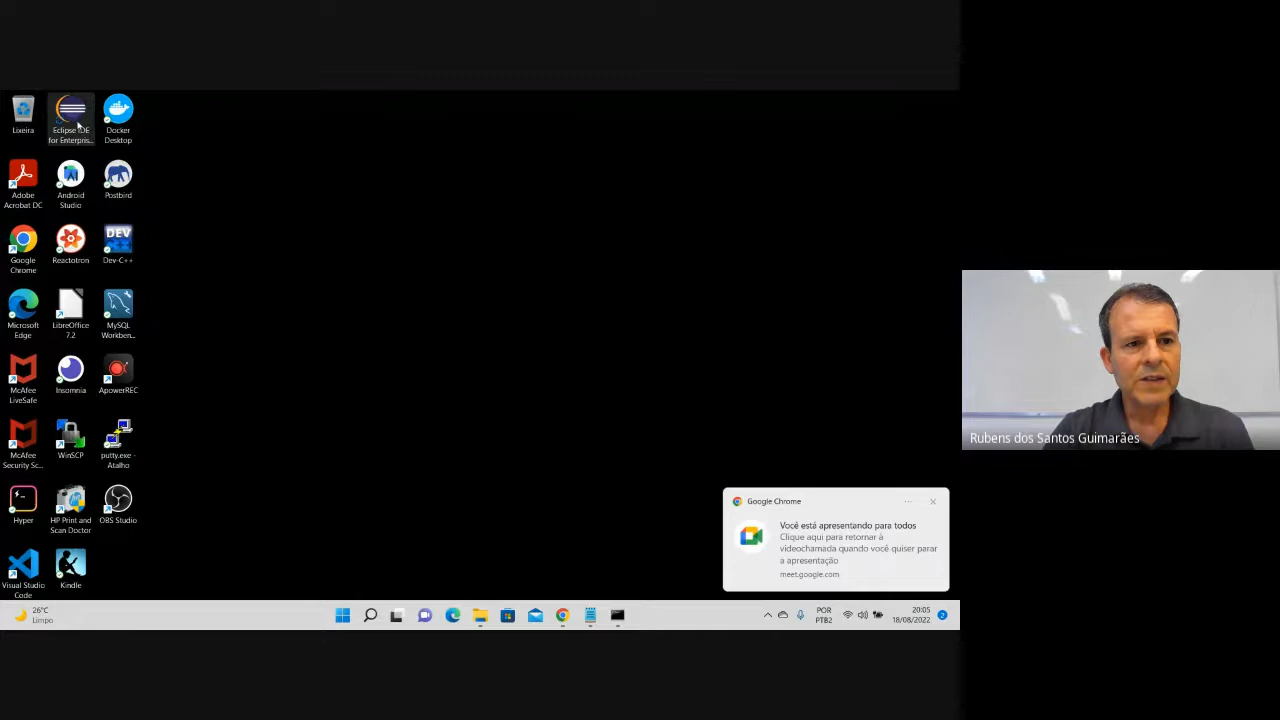 Lixeira
Eclipse IDE
for Enterpris...
Docker
Desktop
Adobe
Acrobat DC
Android
Studio
Postbird
Google
Chrome
Reactotron
DEV
Dev-C++
Microsoft
Edge
LibreOffice
7.2
MySQL
Workben...
McAfee
LiveSafe
Insomnia
ApowerREC
McAfee
Security Sc...
WinSCP
putty.exe -
Atalho
Hyper
HP Print and
Scan Doctor
OBS Studio
Visual Studio
Code
Kindle
Google Chrome
Você está apresentando para todos
Clique aqui para retornar à
videochamada quando você quiser parar
a apresentação
meet.google.com
26°C
Limpo
POR
PTB2
20:05
18/08/2022
2
Rubens dos Santos Guimarães